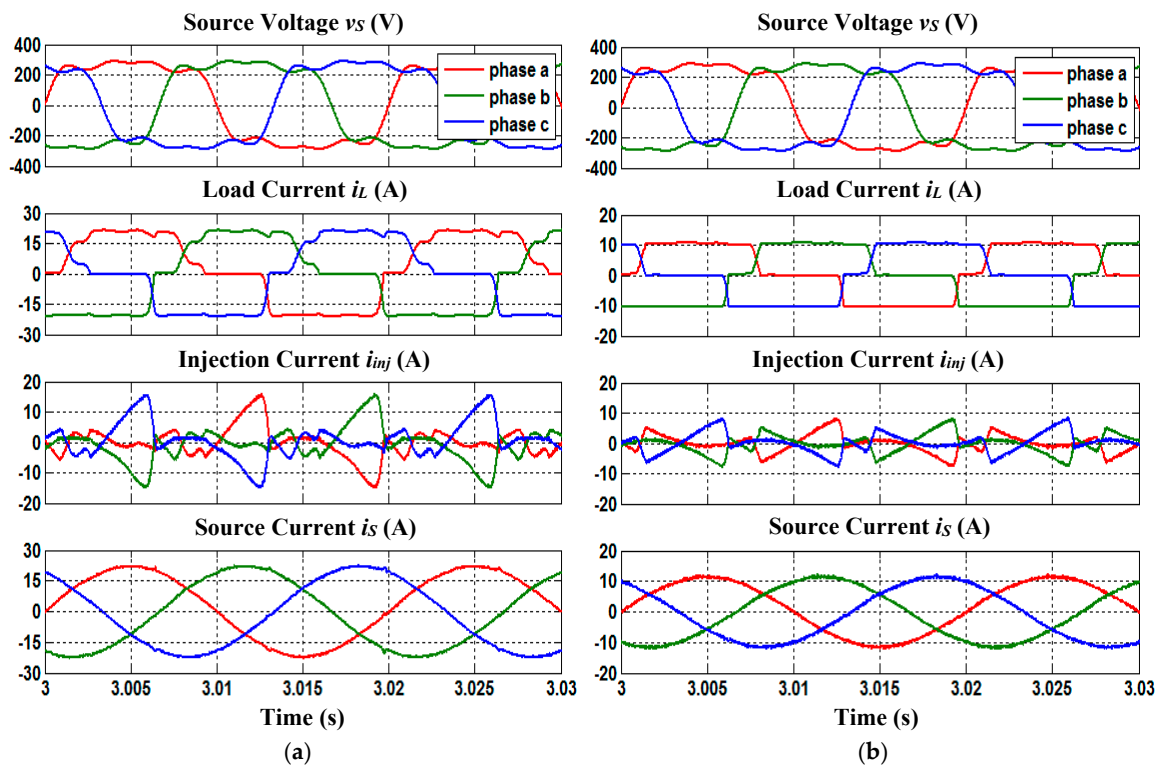 Source Voltage vS (V)
400
200
0
-200
-400
phase a
phase b
phase c
Load Current iL (A)
30
15
0
-15
-30
Injection Current iinj (A)
20
10
0
-10
-20
Source Current iS (A)
30
15
0
-15
-30
3 3.005 3.01 3.015 3.02 3.025 3.03
Time (s)
(a)
Source Voltage vS (V)
400
200
0
-200
-400
phase a
phase b
phase c
Load Current iL (A)
20
10
0
-10
-20
Injection Current iinj (A)
20
10
0
-10
-20
Source Current iS (A)
20
10
0
-10
-20
3 3.005 3.01 3.015 3.02 3.025 3.03
Time (s)
(b)